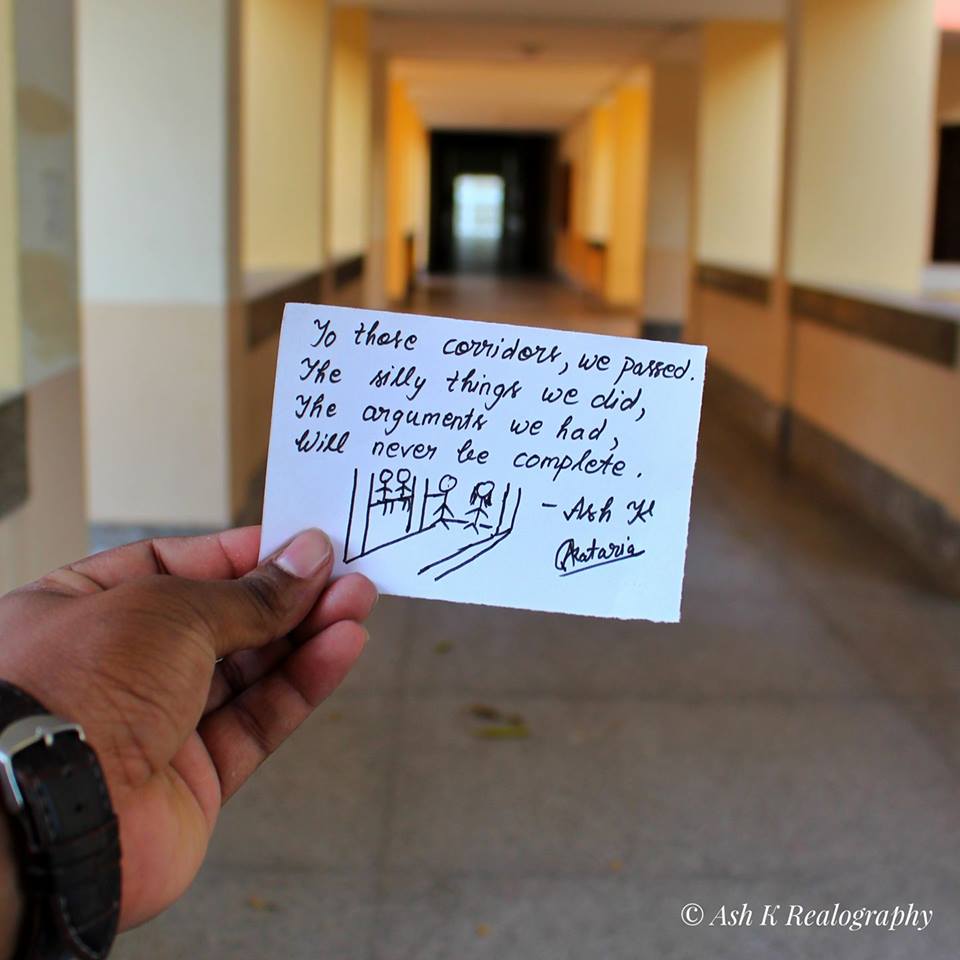 To those corridors, we passed.
The silly things we did,
The arguments we had,
Will never be complete.
- Ash K
Kataria
© Ash K Realography